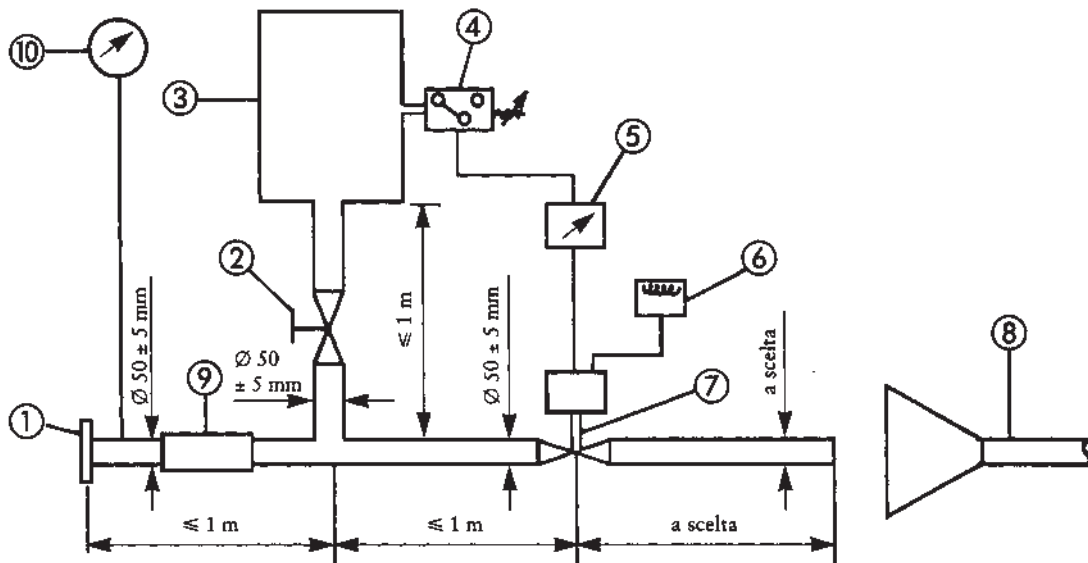 ⑩
③
④
⑤
②
⑥
Ø 50 ± 5 mm
Ø 50
± 5 mm
⩽ 1 m
Ø 50 ± 5 mm
a scelta
⑧
⑨
⑦
①
⩽ 1 m
⩽ 1 m
a scelta